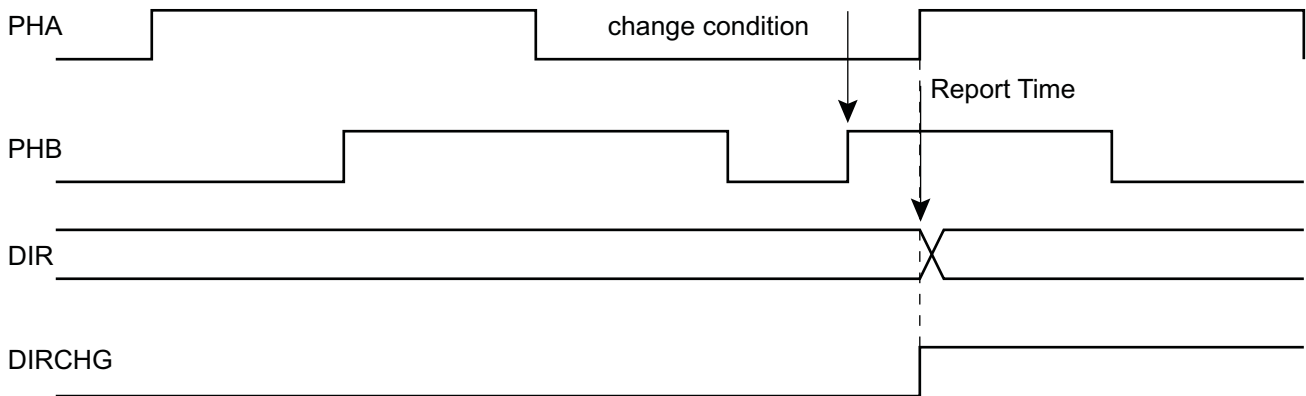 PHA
change condition
Report Time
PHB
DIR
DIRCHG